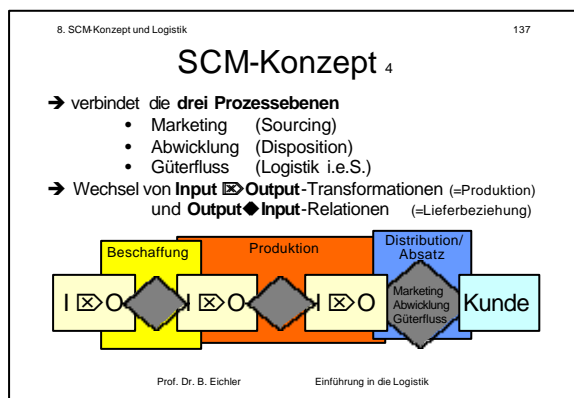 8. SCM-Konzept und Logistik 137
SCM-Konzept 4
➔ verbindet die drei Prozessebenen
• Marketing (Sourcing)
• Abwicklung (Disposition)
• Güterfluss (Logistik i.e.S.)
➔ Wechsel von Input ⌦ Output-Transformationen (=Produktion)
und Output◆Input-Relationen (=Lieferbeziehung)
Beschaffung Produktion Distribution/
Absatz
I ⌦ O I ⌦ O I ⌦ O Marketing
Abwicklung
Güterfluss Kunde
Prof. Dr. B. Eichler Einführung in die Logistik